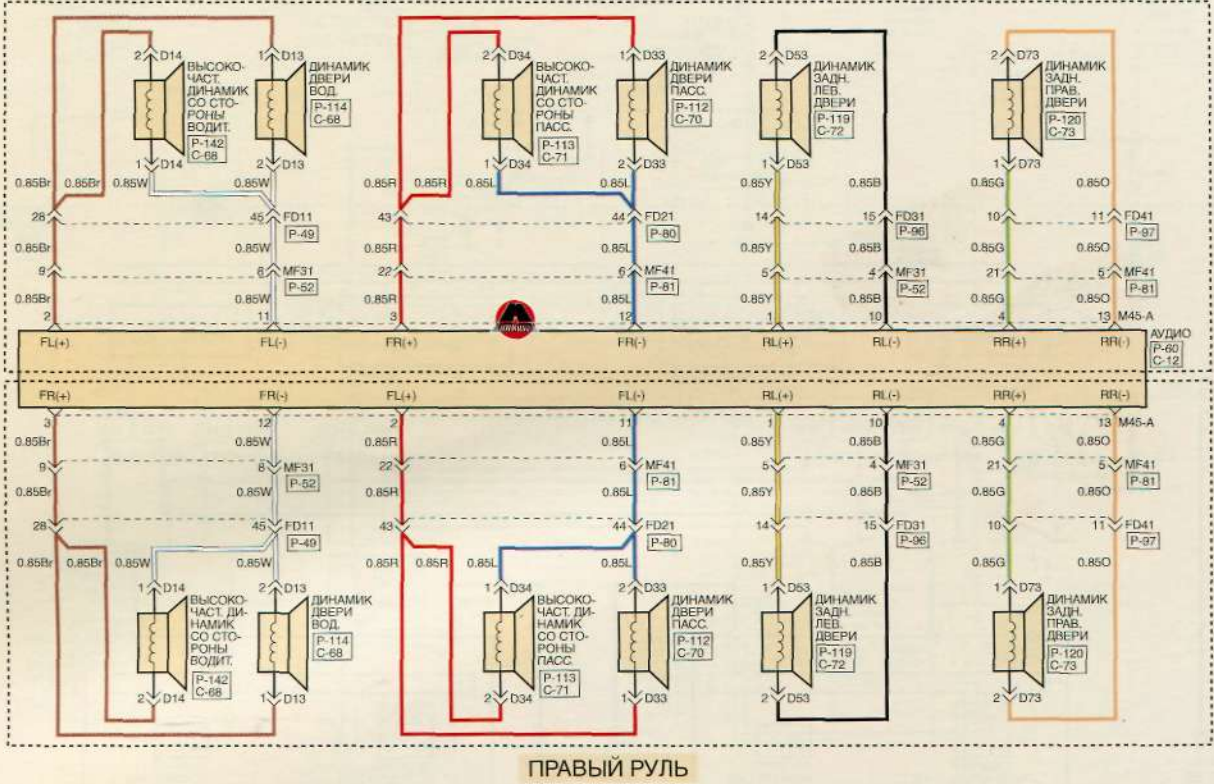 2 D14
1 D13
2 D34
1 D33
2 D53
2 D73
ВЫСОКО-
ЧАСТ.
ДИНАМИК
СО СТО-
РОНЫ
ВОДИТ.
P-142
C-68
ДИНАМИК
ДВЕРИ
ВОД.
P-114
C-68
ВЫСОКО-
ЧАСТ.
ДИНАМИК
СО СТО-
РОНЫ
ПАСС.
P-113
C-71
ДИНАМИК
ДВЕРИ
ПАСС.
P-112
C-70
ДИНАМИК
ЗАДН.
ЛЕВ.
ДВЕРИ
P-119
C-72
ДИНАМИК
ЗАДН.
ПРАВ.
ДВЕРИ
P-120
C-73
1 D14
2 D13
1 D34
2 D33
1 D53
1 D73
0.85Br 0.85Br 0.85W 0.85W 0.85R 0.85R 0.85L 0.85L 0.85Y 0.85B 0.85G 0.85O
28 45 FD11 43 44 FD21 14 15 FD31 10 11 FD41
P-49 P-80 P-96 P-97
0.85Br 0.85W 0.85R 0.85L 0.85Y 0.85B 0.85G 0.85O
9 MF31 22 6 MF41 5 4 MF31 21 5 MF41
P-52 P-81 P-52 P-81
0.85Br 0.85W 0.85R 0.85L 0.85Y 0.85B 0.85G 0.85O
2 11 3 12 1 10 4 13 M45-A
FL(+) FL(-) FR(+) FR(-) RL(+) RL(-) RR(+) RR(-)
АУДИО
P-60
C-12
FR(+) FR(-) FL(+) FL(-) RL(+) RL(-) RR(+) RR(-)
3 12 2 11 1 10 4 13 M45-A
0.85Br 0.85W 0.85R 0.85L 0.85Y 0.85B 0.85G 0.85O
9 8 MF31 22 6 MF41 5 4 MF31 21 5 MF41
P-52 P-81 P-52 P-81
0.85Br 0.85W 0.85R 0.85L 0.85Y 0.85B 0.85G 0.85O
28 45 FD11 43 44 FD21 14 15 FD31 10 11 FD41
P-49 P-80 P-96 P-97
0.85Br 0.85Br 0.85W 0.85W 0.85R 0.85R 0.85L 0.85L 0.85Y 0.85B 0.85G 0.85O
1 D14
2 D13
1 D34
2 D33
1 D53
1 D73
ВЫСОКО-
ЧАСТ. ДИ-
НАМИК
СО СТО-
РОНЫ
ВОДИТ.
P-142
C-68
ДИНАМИК
ДВЕРИ
ВОД.
P-114
C-68
ВЫСОКО-
ЧАСТ. ДИ-
НАМИК
СО СТО-
РОНЫ
ПАСС.
P-113
C-71
ДИНАМИК
ДВЕРИ
ПАСС.
P-112
C-70
ДИНАМИК
ЗАДН.
ЛЕВ.
ДВЕРИ
P-119
C-72
ДИНАМИК
ЗАДН.
ПРАВ.
ДВЕРИ
P-120
C-73
2 D14
1 D13
2 D34
1 D33
2 D53
2 D73
ПРАВЫЙ РУЛЬ